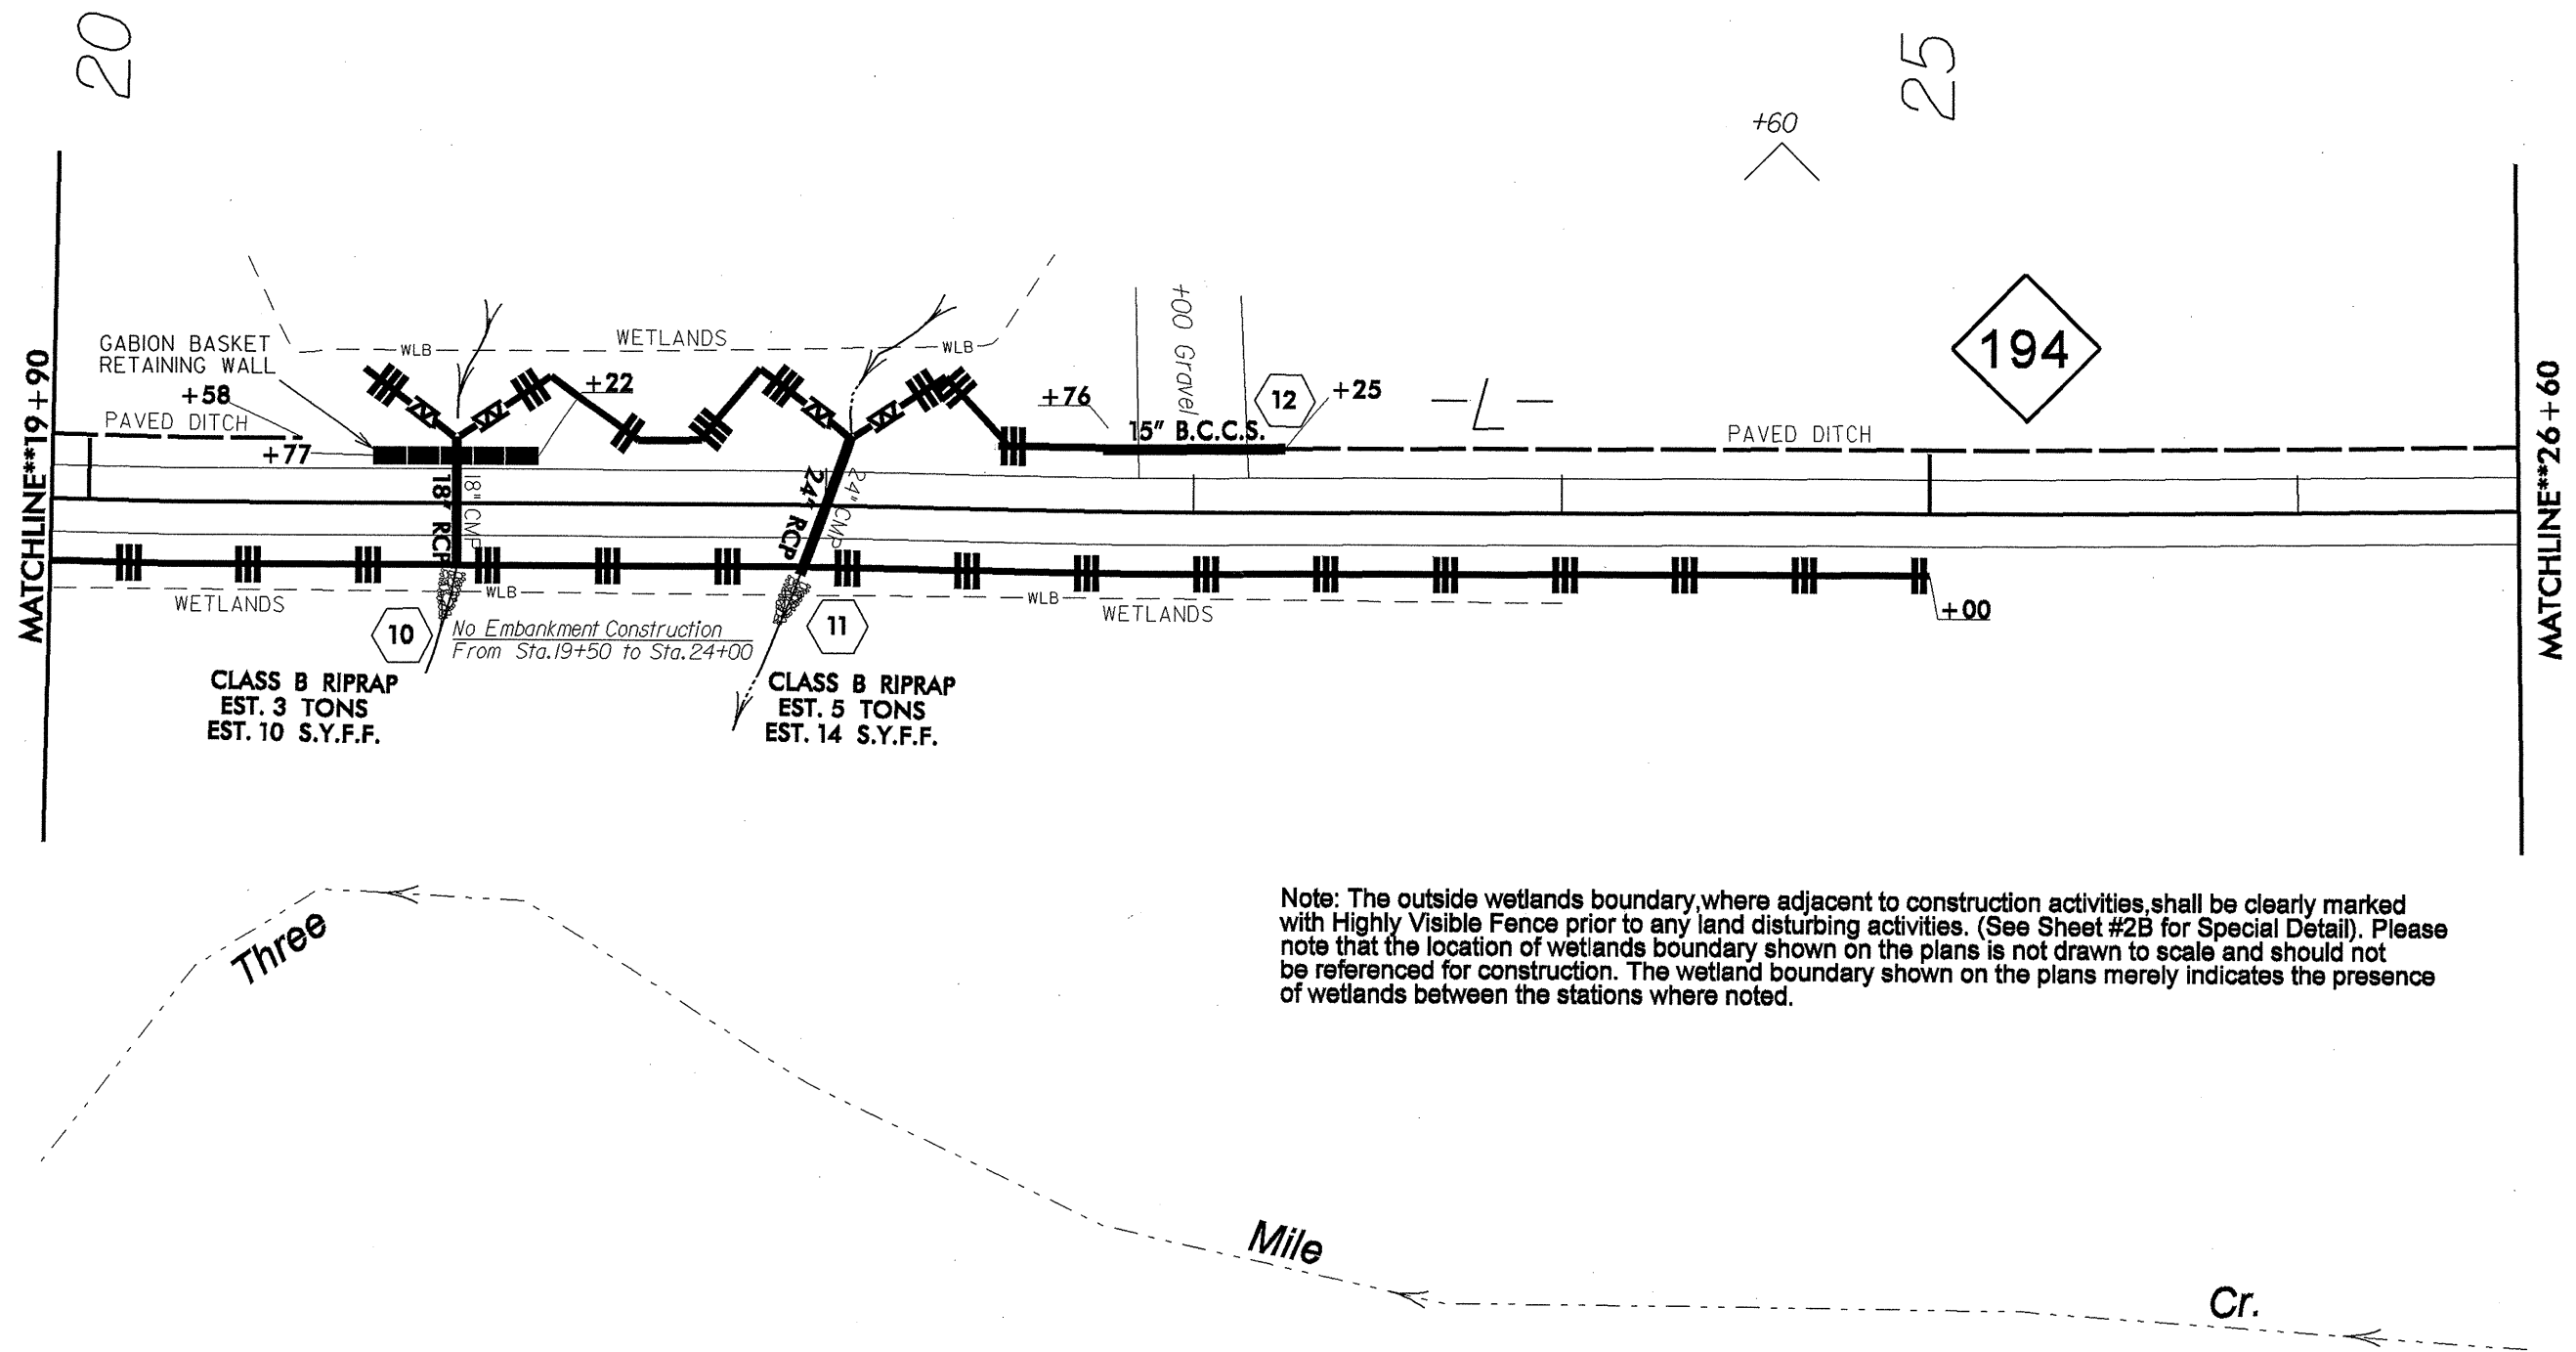 20
25
+60
MATCHLINE**19+90
GABION BASKET
RETAINING WALL
+58
PAVED DITCH
+77
WLB
WETLANDS
WLB
+22
+76
+00 Gravel
15" B.C.C.S.
12
+25
L
194
PAVED DITCH
MATCHLINE**26+60
18" RCP
18" CMP
24" RCP
24" CMP
WETLANDS
WLB
WLB
WETLANDS
+00
10
No Embankment Construction
From Sta.19+50 to Sta.24+00
11
CLASS B RIPRAP
EST. 3 TONS
EST. 10 S.Y.F.F.
CLASS B RIPRAP
EST. 5 TONS
EST. 14 S.Y.F.F.
Note: The outside wetlands boundary,where adjacent to construction activities,shall be clearly marked
with Highly Visible Fence prior to any land disturbing activities. (See Sheet #2B for Special Detail). Please
note that the location of wetlands boundary shown on the plans is not drawn to scale and should not
be referenced for construction. The wetland boundary shown on the plans merely indicates the presence
of wetlands between the stations where noted.
Three
Mile
Cr.